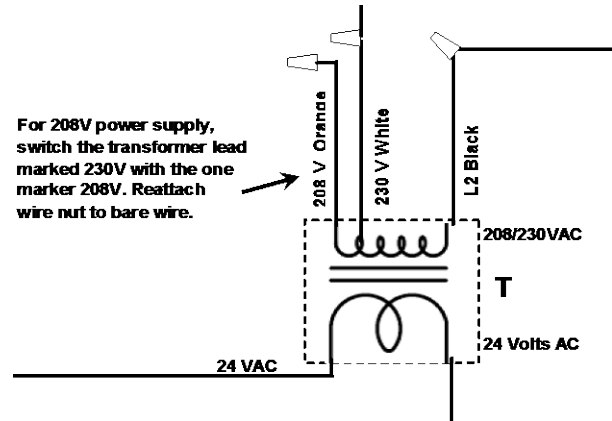 For 208V power supply,
switch the transformer lead
marked 230V with the one
marker 208V. Reattach
wire nut to bare wire.
208 V Orange
230 V White
L2 Black
208/230VAC
T
24 Volts AC
24 VAC